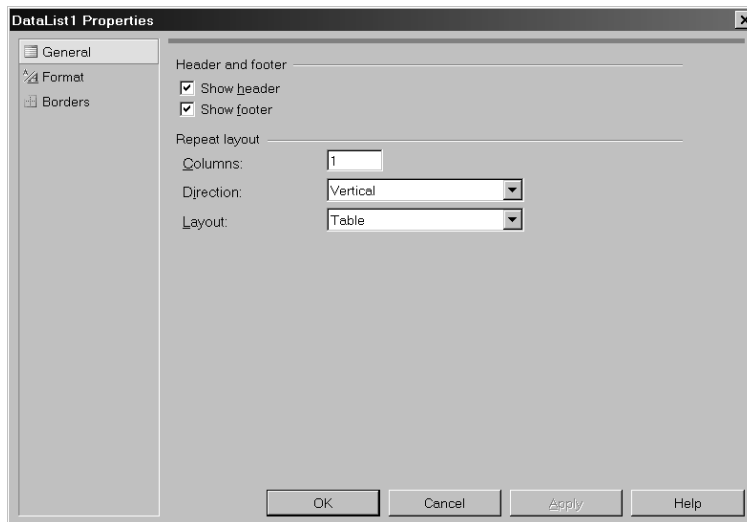 DataList1 Properties
General
Format
Borders
Header and footer
Show header
Show footer
Repeat layout
Columns: 1
Direction: Vertical
Layout: Table
OK Cancel Apply Help